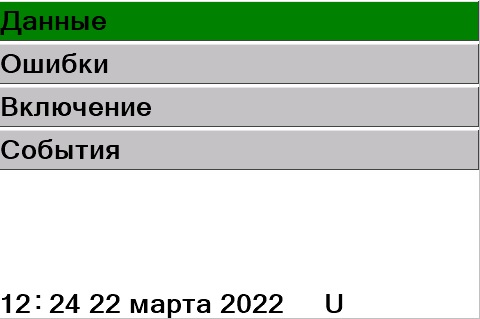 Данные
Ошибки
Включение
События
12: 24 22 марта 2022 U